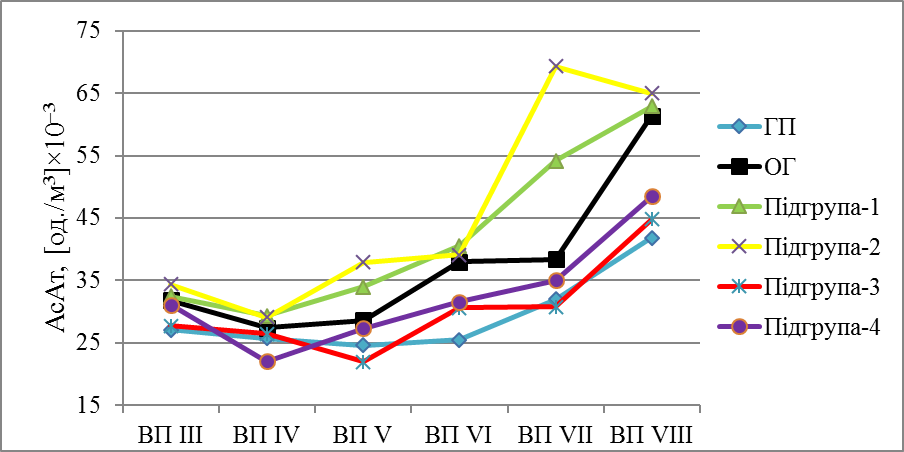 75
65
55
45
35
25
15
АсАт, [од./м³]×10⁻³
ВП III ВП IV ВП V ВП VI ВП VII ВП VIII
ГП
ОГ
Підгрупа-1
Підгрупа-2
Підгрупа-3
Підгрупа-4